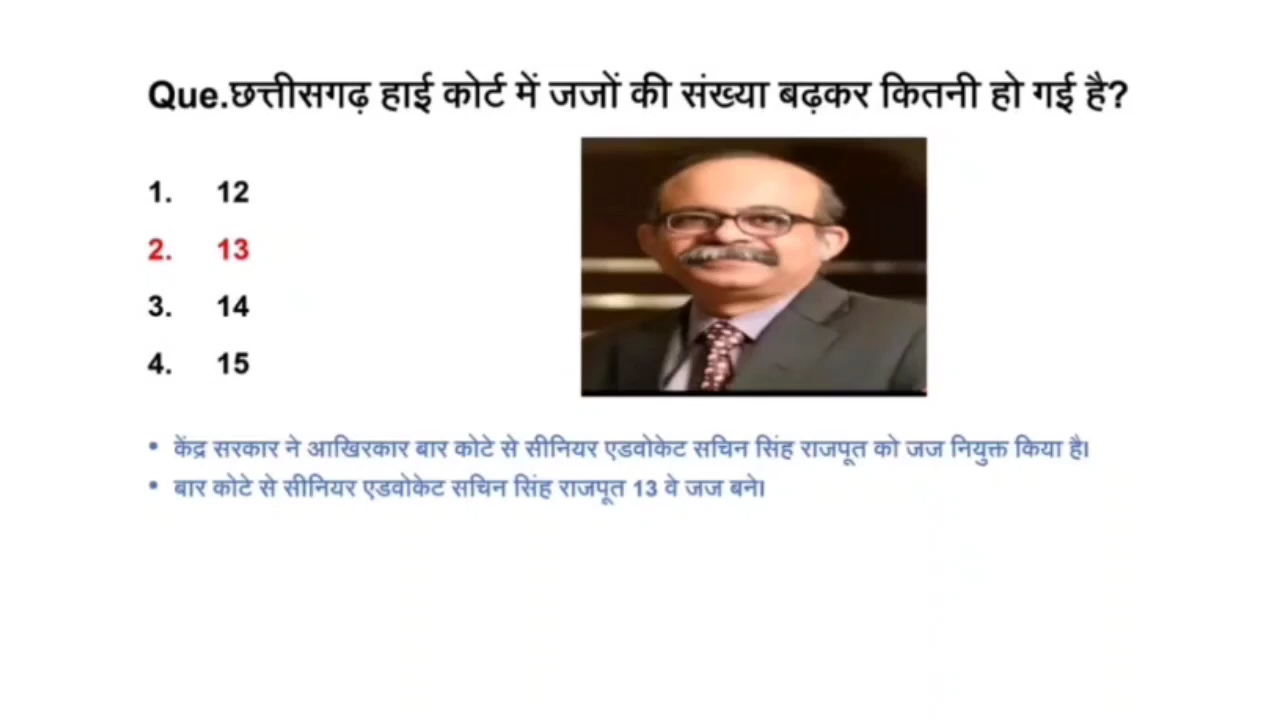 Que.छत्तीसगढ़ हाई कोर्ट में जजों की संख्या बढ़कर कितनी हो गई है?
1. 12
2. 13
3. 14
4. 15
• केंद्र सरकार ने आखिरकार बार कोटे से सीनियर एडवोकेट सचिन सिंह राजपूत को जज नियुक्त किया है।
• बार कोटे से सीनियर एडवोकेट सचिन सिंह राजपूत 13 वे जज बने।